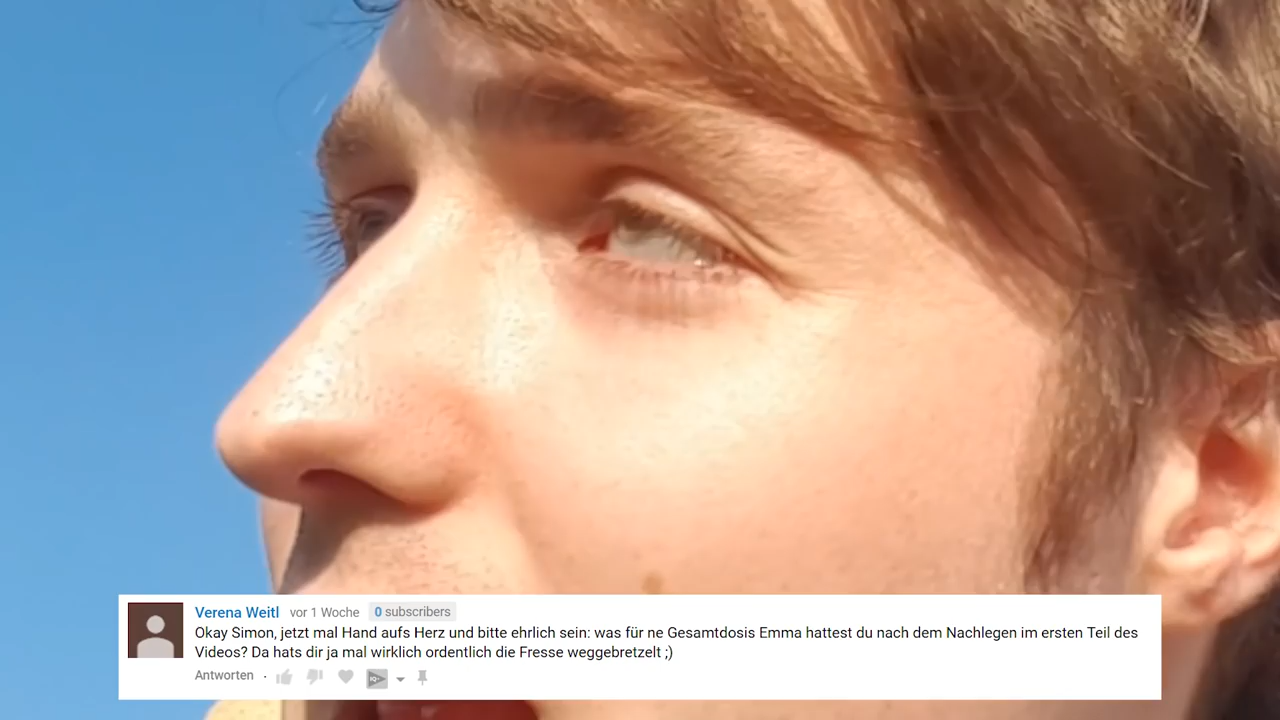 Verena Weitl vor 1 Woche 0 subscribers
Okay Simon, jetzt mal Hand aufs Herz und bitte ehrlich sein: was für ne Gesamtdosis Emma hattest du nach dem Nachlegen im ersten Teil des
Videos? Da hats dir ja mal wirklich ordentlich die Fresse weggebretzelt ;)
Antworten